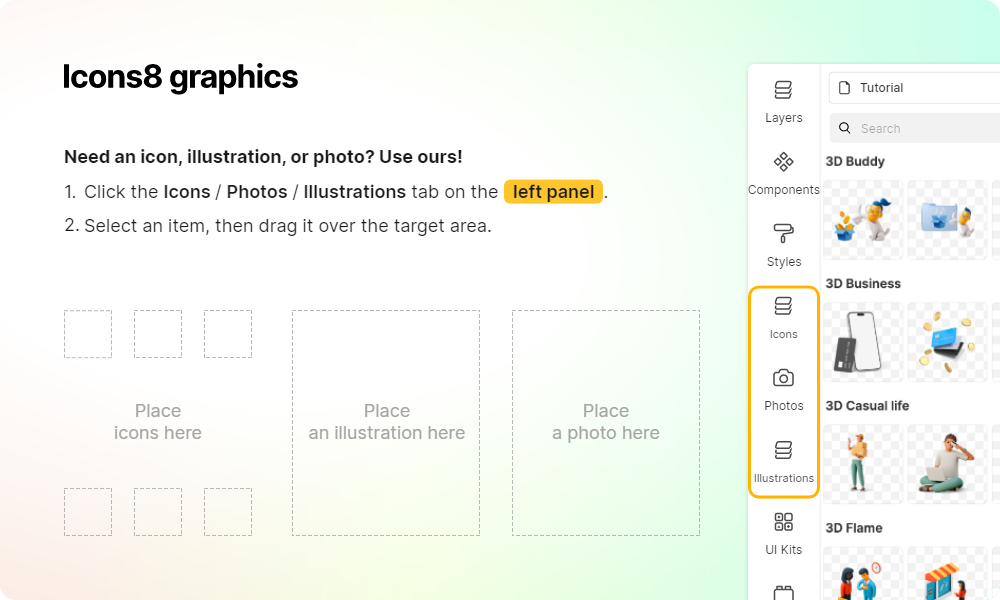 Icons8 graphics
Need an icon, illustration, or photo? Use ours!
1. Click the Icons / Photos / Illustrations tab on the left panel.
2. Select an item, then drag it over the target area.
Place
icons here
Place
an illustration here
Place
a photo here
Layers
Components
Styles
Icons
Photos
Illustrations
UI Kits
Tutorial
Search
3D Buddy
3D Business
3D Casual life
3D Flame